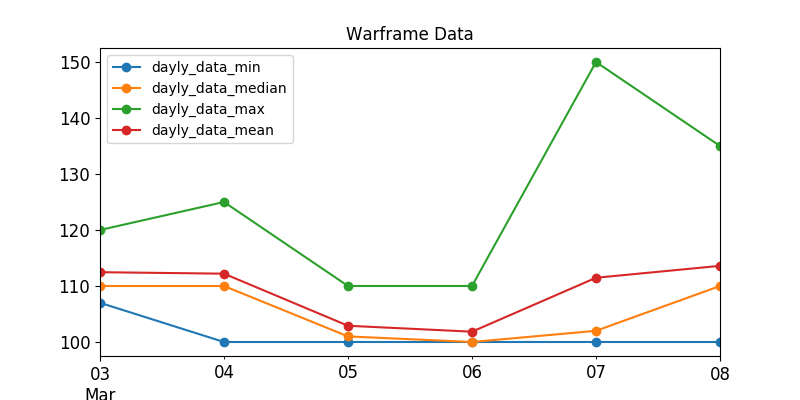 Warframe Data
dayly_data_min
dayly_data_median
dayly_data_max
dayly_data_mean
150
140
130
120
110
100
03 04 05 06 07 08
Mar